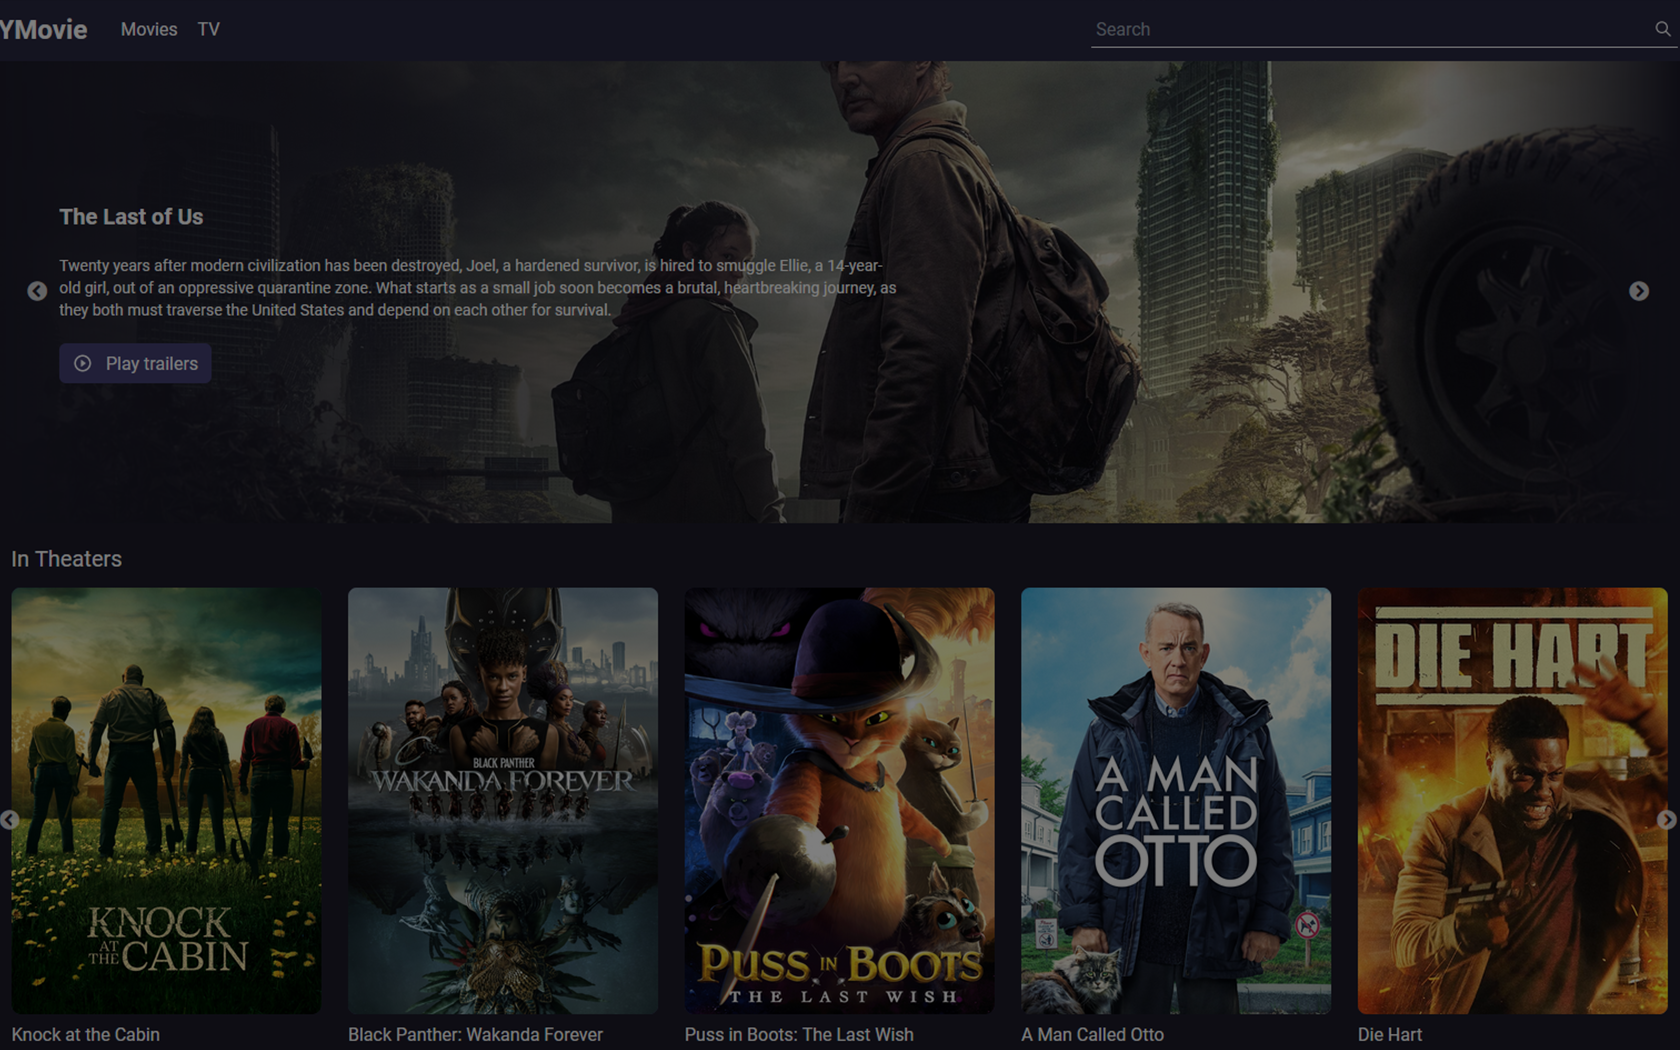 YMovie
Movies
TV
Search
The Last of Us
Twenty years after modern civilization has been destroyed, Joel, a hardened survivor, is hired to smuggle Ellie, a 14-year-
old girl, out of an oppressive quarantine zone. What starts as a small job soon becomes a brutal, heartbreaking journey, as
they both must traverse the United States and depend on each other for survival.
Play trailers
In Theaters
KNOCK
AT
THE CABIN
BLACK PANTHER
WAKANDA FOREVER
PUSS IN BOOTS
THE LAST WISH
A MAN
CALLED
OTTO
DIE HART
Knock at the Cabin
Black Panther: Wakanda Forever
Puss in Boots: The Last Wish
A Man Called Otto
Die Hart